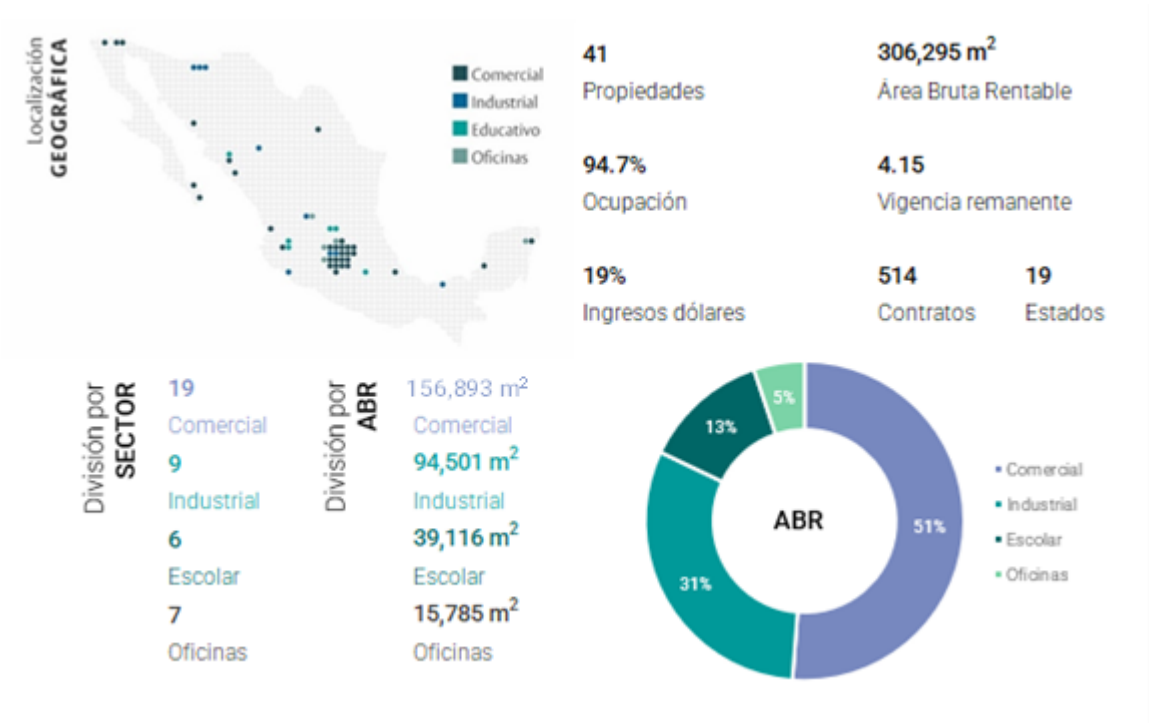 Localización
GEOGRÁFICA
Comercial
Industrial
Educativo
Oficinas
41
Propiedades
306,295 m²
Área Bruta Rentable
94.7%
Ocupación
4.15
Vigencia remanente
19%
Ingresos dólares
514
Contratos
19
Estados
División por
SECTOR
19
Comercial
9
Industrial
6
Escolar
7
Oficinas
División por
ABR
156,893 m²
Comercial
94,501 m²
Industrial
39,116 m²
Escolar
15,785 m²
Oficinas
5%
13%
31%
51%
ABR
Comercial
Industrial
Escolar
Oficinas